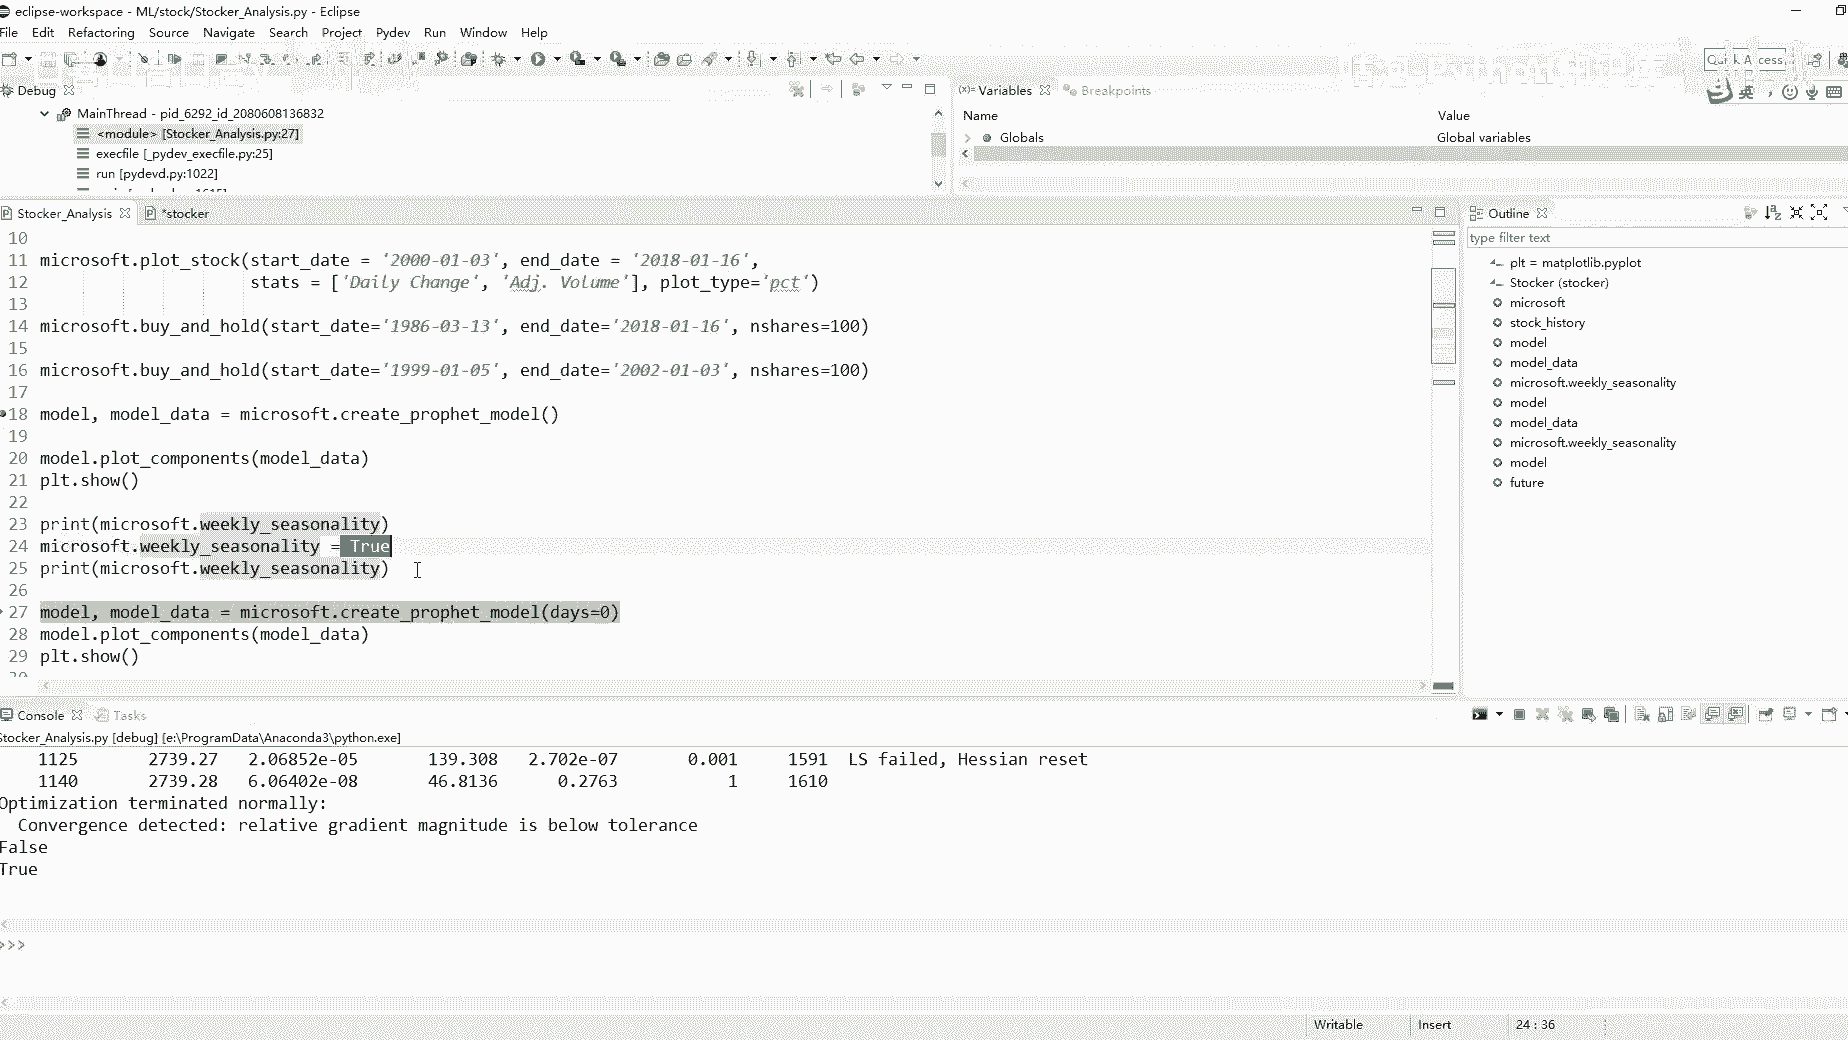 eclipse-workspace - ML/stock/Stocker_Analysis.py - Eclipse
File Edit Refactoring Source Navigate Search Project Pydev Run Window Help
Debug
MainThread - pid_6292_id_2080608136832
<module> [Stocker_Analysis.py:27]
execfile [_pydev_execfile.py:25]
run [pydevd.py:1022]
(x)= Variables Breakpoints
Name Value
Globals Global variables
Stocker_Analysis *stocker
10
11 microsoft.plot_stock(start_date = '2000-01-03', end_date = '2018-01-16',
12 stats = ['Daily Change', 'Adj. Volume'], plot_type='pct')
13
14 microsoft.buy_and_hold(start_date='1986-03-13', end_date='2018-01-16', nshares=100)
15
16 microsoft.buy_and_hold(start_date='1999-01-05', end_date='2002-01-03', nshares=100)
17
18 model, model_data = microsoft.create_prophet_model()
19
20 model.plot_components(model_data)
21 plt.show()
22
23 print(microsoft.weekly_seasonality)
24 microsoft.weekly_seasonality = True
25 print(microsoft.weekly_seasonality)
26
27 model, model_data = microsoft.create_prophet_model(days=0)
28 model.plot_components(model_data)
29 plt.show()
Outline
type filter text
plt = matplotlib.pyplot
Stocker (stocker)
microsoft
stock_history
model
model_data
microsoft.weekly_seasonality
model
model_data
microsoft.weekly_seasonality
model
future
Console Tasks
Stocker_Analysis.py [debug] [e:\ProgramData\Anaconda3\python.exe]
1125 2739.27 2.06852e-05 139.308 2.702e-07 0.001 1591 LS failed, Hessian reset
1140 2739.28 6.06402e-08 46.8136 0.2763 1 1610
Optimization terminated normally:
Convergence detected: relative gradient magnitude is below tolerance
False
True
>>>
Writable Insert 24 : 36